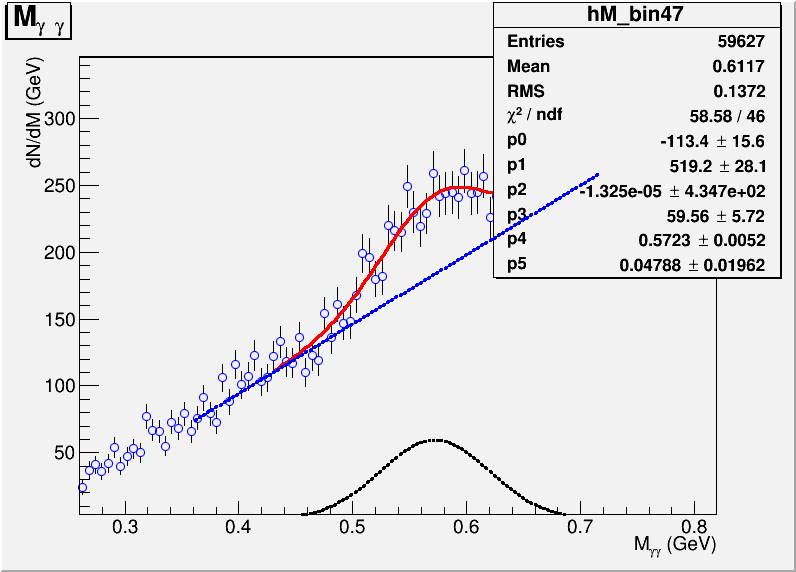 Mγ γ
hM_bin47
Entries 59627
Mean 0.6117
RMS 0.1372
χ² / ndf 58.58 / 46
p0 -113.4 ± 15.6
p1 519.2 ± 28.1
p2 -1.325e-05 ± 4.347e+02
p3 59.56 ± 5.72
p4 0.5723 ± 0.0052
p5 0.04788 ± 0.01962
dN/dM (GeV)
300
250
200
150
100
50
0.3 0.4 0.5 0.6 0.7 0.8
Mγγ (GeV)